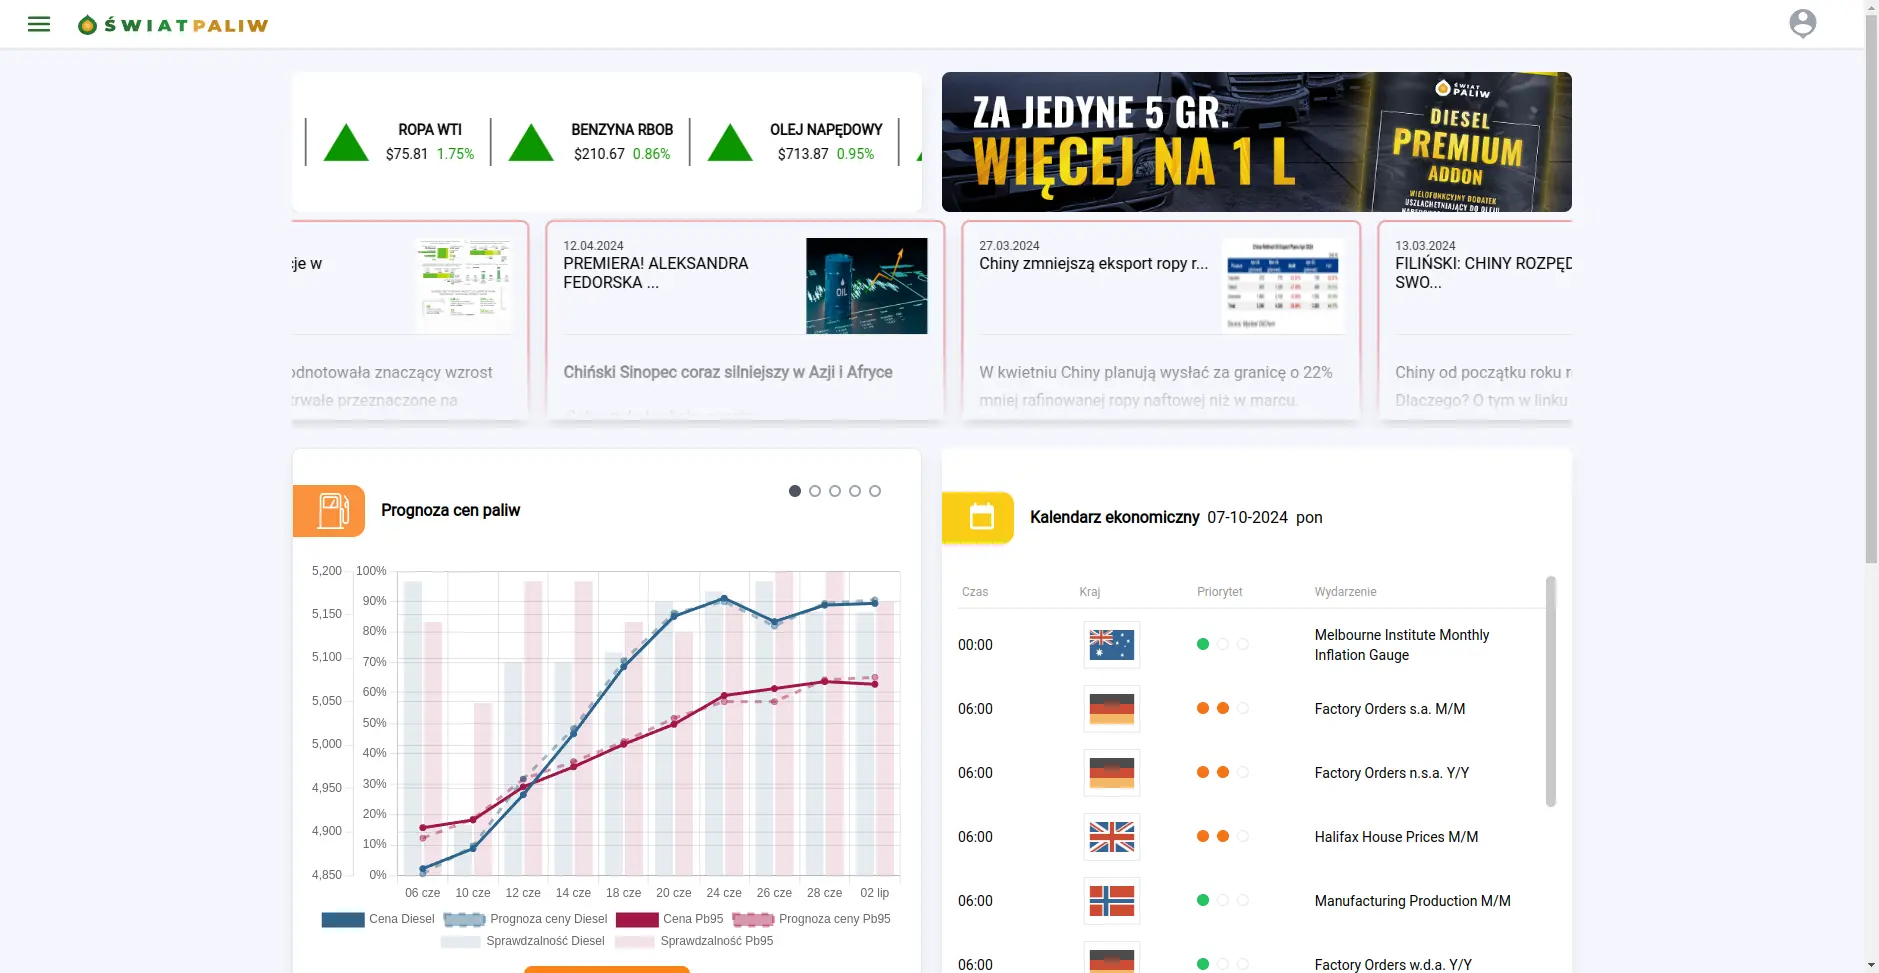 ŚWIATPALIW
ROPA WTI
$75.81 1.75%
BENZYNA RBOB
$210.67 0.86%
OLEJ NAPĘDOWY
$713.87 0.95%
ŚWIAT
PALIW
ZA JEDYNE 5 GR.
WIĘCEJ NA 1 L
DIESEL
PREMIUM
ADDON
WIELOFUNKCYJNY DODATEK
USZLACHETNIAJĄCY DO OLEJU
je w
odnotowała znaczący wzrost
trwałe przeznaczone na
12.04.2024
PREMIERA! ALEKSANDRA
FEDORSKA ...
OIL
Chiński Sinopec coraz silniejszy w Azji i Afryce
27.03.2024
Chiny zmniejszą eksport ropy r...
W kwietniu Chiny planują wysłać za granicę o 22%
mniej rafinowanej ropy naftowej niż w marcu.
13.03.2024
FILIŃSKI: CHINY ROZPĘD
SWO...
Chiny od początku roku r
Dlaczego? O tym w linku
Prognoza cen paliw
5,200 100%
90%
5,150
80%
5,100 70%
60%
5,050
50%
5,000
40%
4,950 30%
20%
4,900
10%
4,850 0%
06 cze 10 cze 12 cze 14 cze 18 cze 20 cze 24 cze 26 cze 28 cze 02 lip
Cena Diesel Prognoza ceny Diesel Cena Pb95 Prognoza ceny Pb95
Sprawdzalność Diesel Sprawdzalność Pb95
Kalendarz ekonomiczny 07-10-2024 pon
Czas Kraj Priorytet Wydarzenie
00:00 Melbourne Institute Monthly
Inflation Gauge
06:00 Factory Orders s.a. M/M
06:00 Factory Orders n.s.a. Y/Y
06:00 Halifax House Prices M/M
06:00 Manufacturing Production M/M
06:00 Factory Orders w.d.a. Y/Y